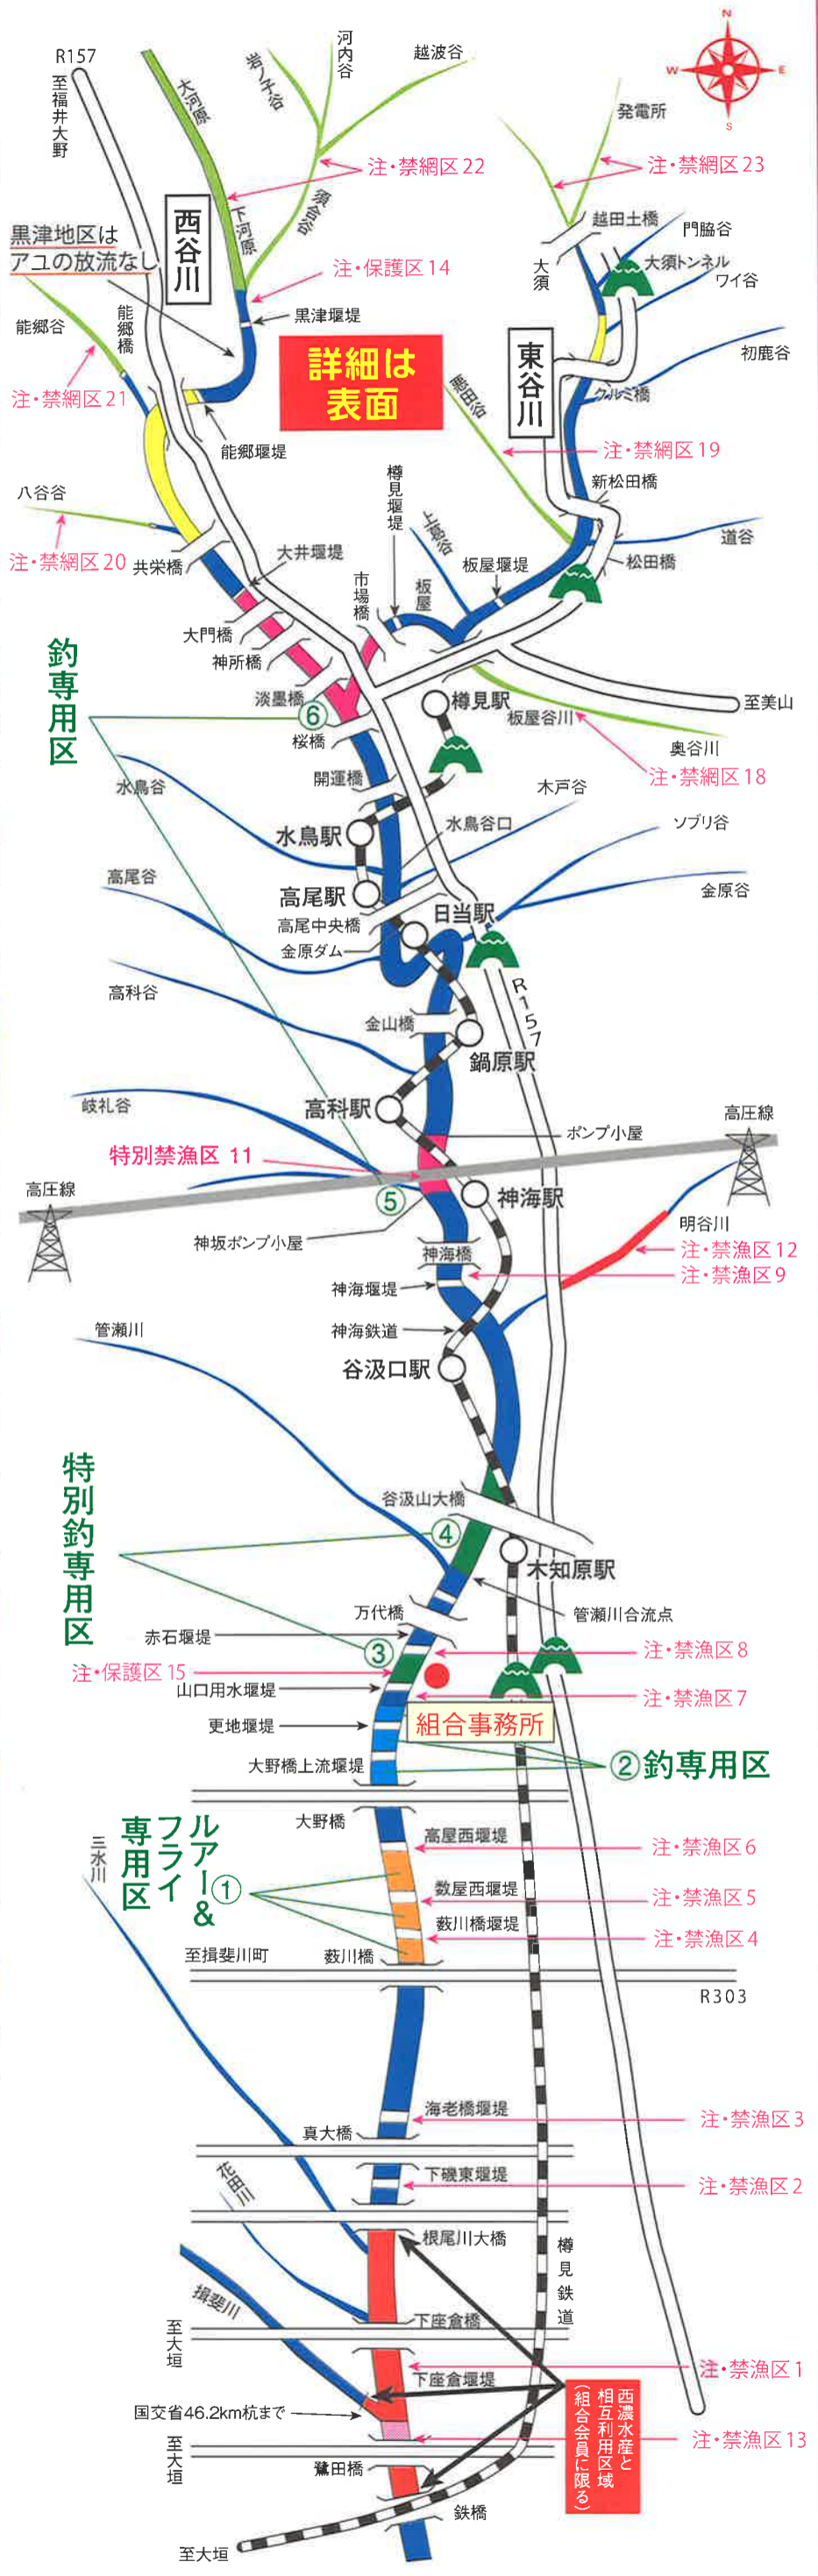 N
W
E
S
R157
至福井大野
大河原
岩ノ子谷
河内谷
越波谷
発電所
注・禁網区22
注・禁網区23
須合谷
下河原
西谷川
越田土橋
門脇谷
大須
大須トンネル
ワイ谷
黒津地区は
アユの放流なし
注・保護区14
黒津堰堤
能郷谷
能郷橋
詳細は
表面
東谷川
初鹿谷
悪田谷
クルミ橋
注・禁網区21
能郷堰堤
注・禁網区19
樽見堰堤
新松田橋
八谷谷
上葛谷
道谷
注・禁網区20
共栄橋
大井堰堤
市場橋
板屋
板屋堰堤
松田橋
大門橋
神所橋
釣専用区
淡墨橋
⑥
樽見駅
至美山
桜橋
板屋谷川
奥谷川
開運橋
注・禁網区18
水鳥谷
木戸谷
水鳥駅
水鳥谷口
ソブリ谷
高尾谷
高尾駅
金原谷
高尾中央橋
日当駅
金原ダム
高科谷
R157
金山橋
鍋原駅
岐礼谷
高科駅
ポンプ小屋
高圧線
特別禁漁区 11
高圧線
⑤
神海駅
明谷川
神坂ポンプ小屋
神海橋
注・禁漁区12
注・禁漁区9
神海堰堤
管瀬川
神海鉄道
谷汲口駅
特別釣専用区
谷汲山大橋
④
木知原駅
万代橋
管瀬川合流点
赤石堰堤
③
注・禁漁区8
注・保護区15
山口用水堰堤
注・禁漁区7
更地堰堤
組合事務所
大野橋上流堰堤
②釣専用区
大野橋
ルアー&
フライ
専用区
①
三水川
高屋西堰堤
注・禁漁区6
数屋西堰堤
注・禁漁区5
薮川橋堰堤
注・禁漁区4
至揖斐川町
薮川橋
R303
海老橋堰堤
注・禁漁区3
真大橋
下磯東堰堤
注・禁漁区2
花田川
根尾川大橋
樽見鉄道
揖斐川
下座倉橋
至大垣
下座倉堰堤
注・禁漁区1
国交省46.2km杭まで
西濃水産と
相互利用区域
（組合会員に限る）
至大垣
注・禁漁区13
鷺田橋
鉄橋
至大垣